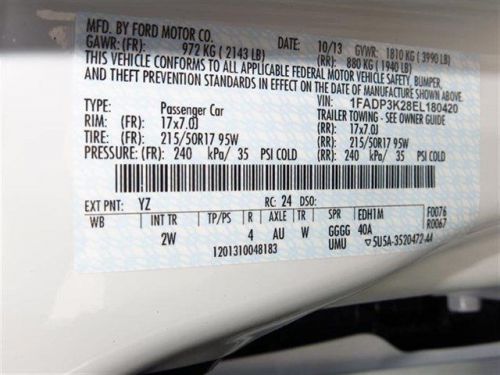 MFD. BY FORD MOTOR CO.
DATE: 10/13 GVWR: 1810 KG ( 3990 LB)
GAWR: (FR): 972 KG ( 2143 LB) (RR): 880 KG ( 1940 LB)
THIS VEHICLE CONFORMS TO ALL APPLICABLE FEDERAL MOTOR VEHICLE SAFETY, BUMPER,
AND THEFT PREVENTION STANDARDS IN EFFECT ON THE DATE OF MANUFACTURE SHOWN ABOVE.
VIN: 1FADP3K28EL180420
TYPE: Passenger Car TRAILER TOWING - SEE OWNER GUIDE
RIM: (FR): 17x7.0J (RR): 17x7.0J
TIRE: (FR): 215/50R17 95W (RR): 215/50R17 95W
PRESSURE: (FR): 240 kPa/ 35 PSI COLD (RR): 240 kPa/ 35 PSI COLD
EXT PNT: YZ RC: 24 DSO:
WB INT TR TP/PS R AXLE TR SPR EDH1M F0076
2W 4 AU W GGGG 40A R0067
1201310048183 UMU 5U5A-3520472-AA